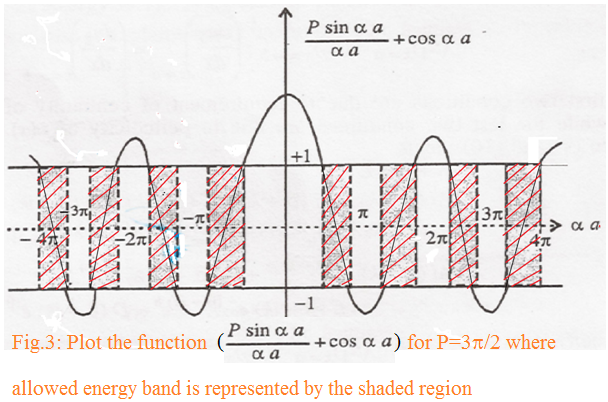 P sin α a
α a
+cos α a
+1
-3π
-π
π
3π
α a
-4π
-2π
2π
4π
-1
Fig.3: Plot the function (P sin α a / α a +cos α a) for P=3π/2 where
allowed energy band is represented by the shaded region